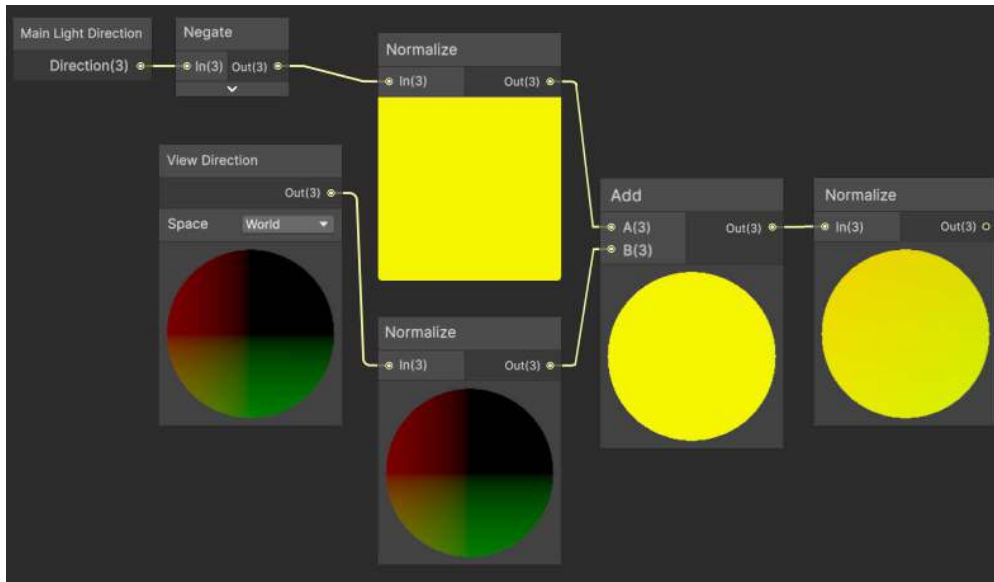 Main Light Direction
Direction(3)
Negate
In(3) Out(3)
Normalize
In(3) Out(3)
View Direction
Out(3)
Space World
Normalize
In(3) Out(3)
Add
A(3) Out(3)
B(3)
Normalize
In(3) Out(3)